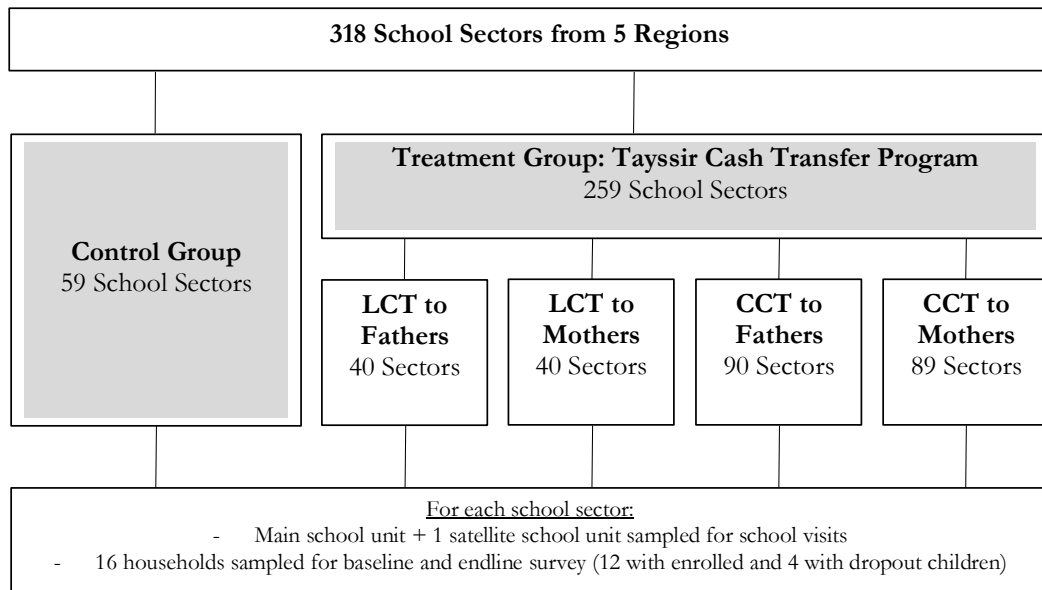 318 School Sectors from 5 Regions
Treatment Group: Tayssir Cash Transfer Program
259 School Sectors
Control Group
59 School Sectors
LCT to
Fathers
40 Sectors
LCT to
Mothers
40 Sectors
CCT to
Fathers
90 Sectors
CCT to
Mothers
89 Sectors
For each school sector:
- Main school unit + 1 satellite school unit sampled for school visits
- 16 households sampled for baseline and endline survey (12 with enrolled and 4 with dropout children)